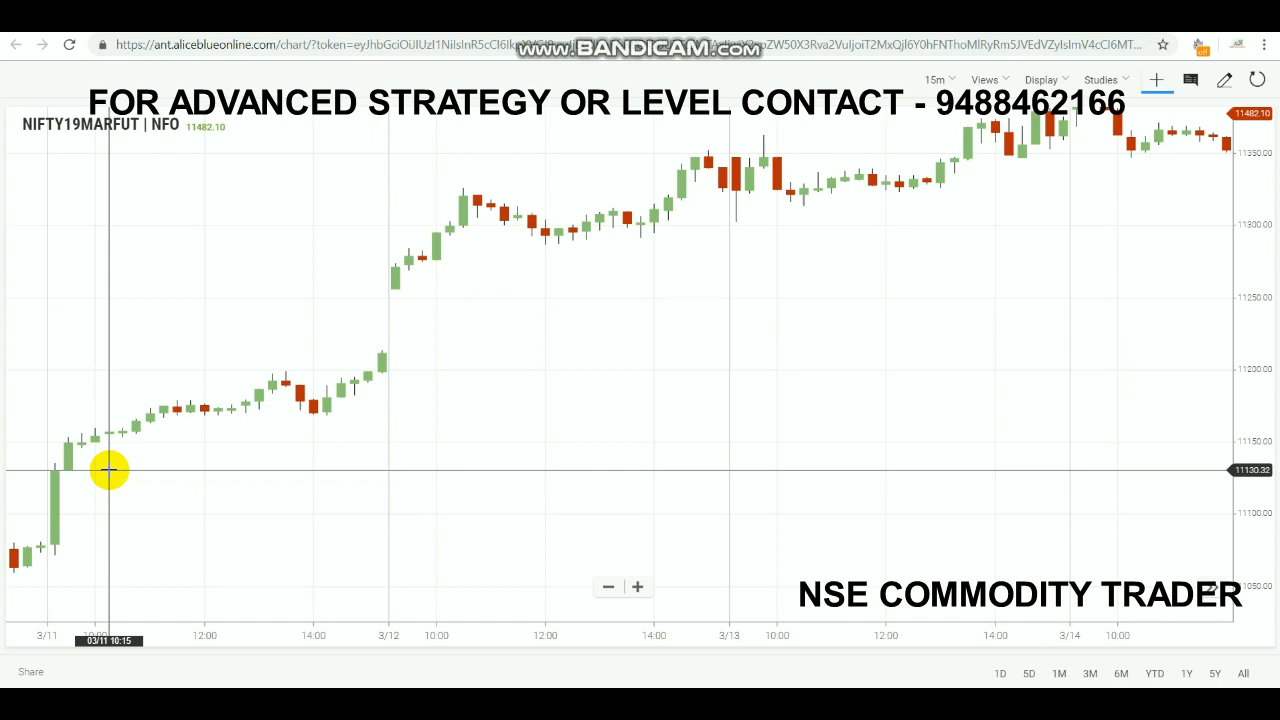 www.BANDICAM.com
15m Views Display Studies
FOR ADVANCED STRATEGY OR LEVEL CONTACT - 9488462166
NIFTY19MARFUT | NFO 11482.10
11482.10
11350.00
11300.00
11250.00
11200.00
11150.00
11130.32
11100.00
11050.00
NSE COMMODITY TRADER
3/11 10:00 12:00 14:00 3/12 10:00 12:00 14:00 3/13 10:00 12:00 14:00 3/14 10:00
03/11 10:15
Share
1D 5D 1M 3M 6M YTD 1Y 5Y All